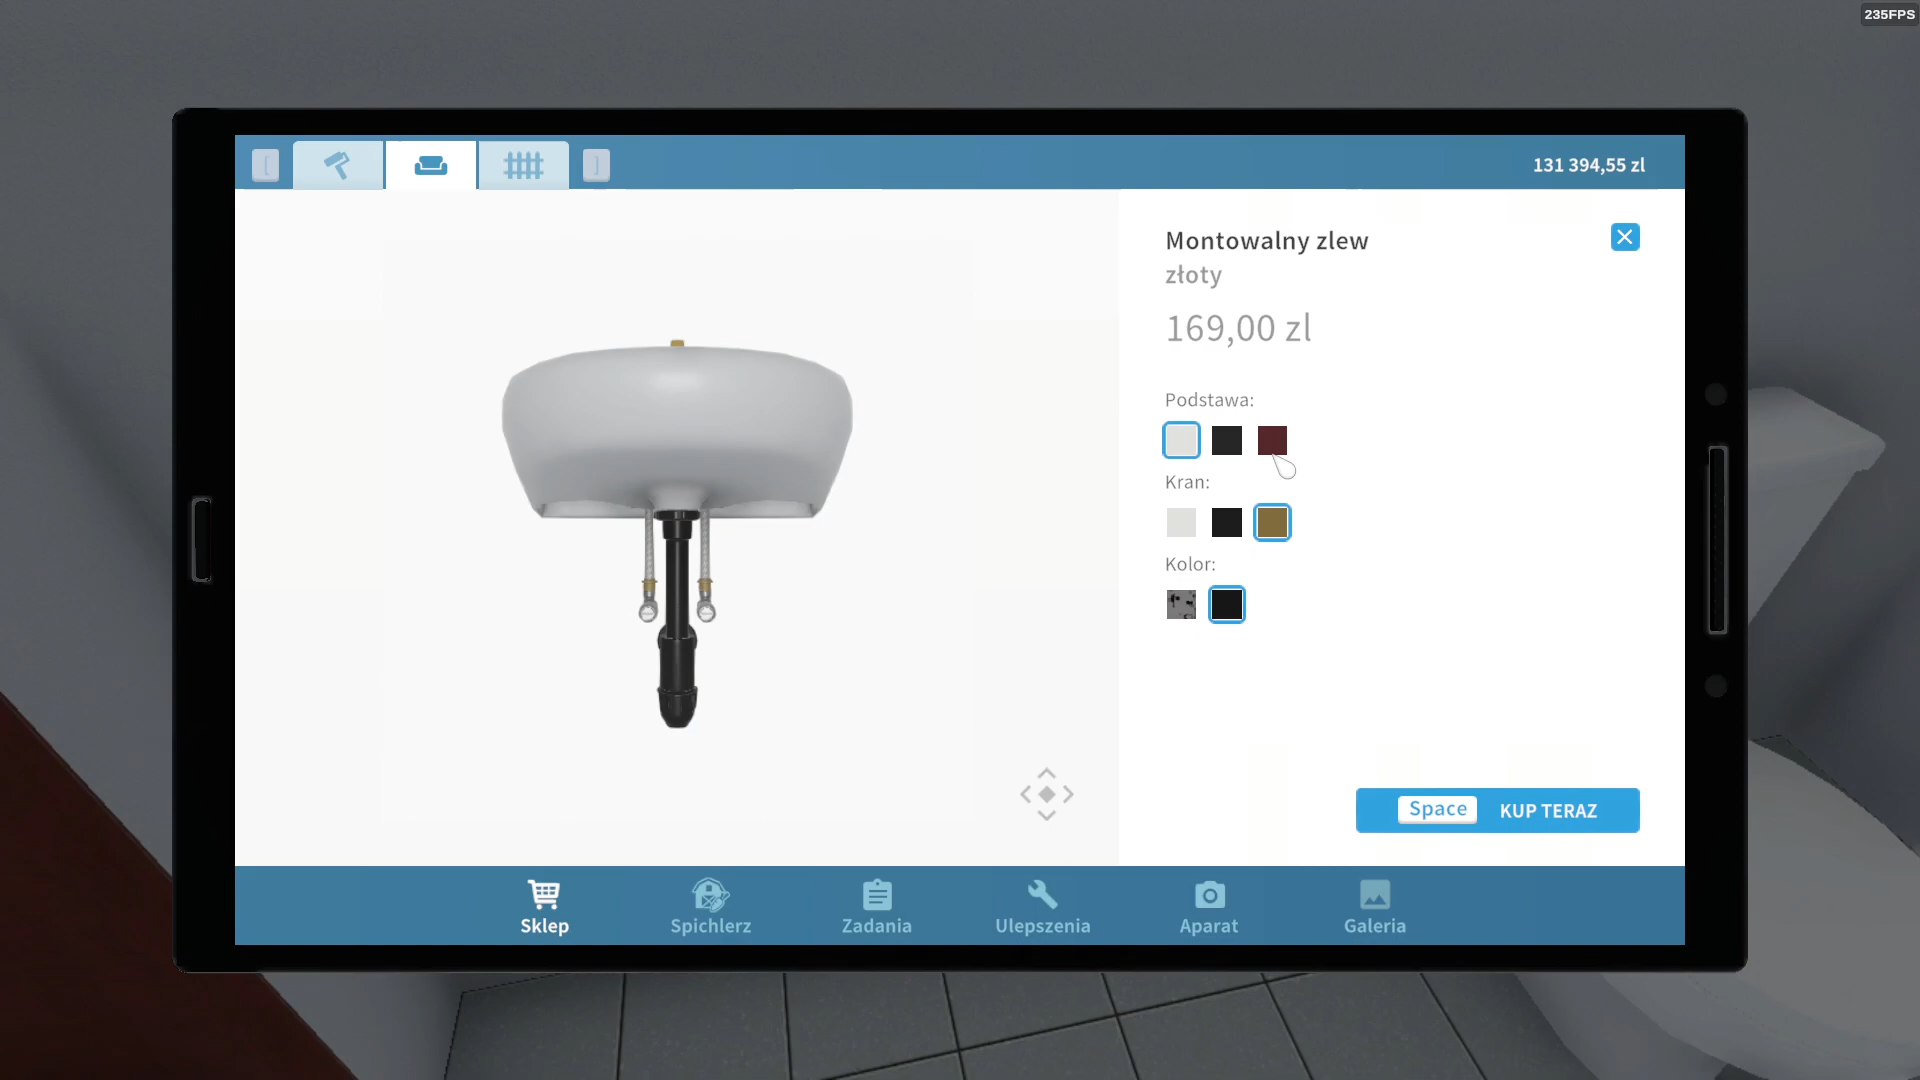 235FPS
131 394,55 zl
Montowalny zlew
złoty
169,00 zl
Podstawa:
Kran:
Kolor:
Space KUP TERAZ
Sklep Spichlerz Zadania Ulepszenia Aparat Galeria